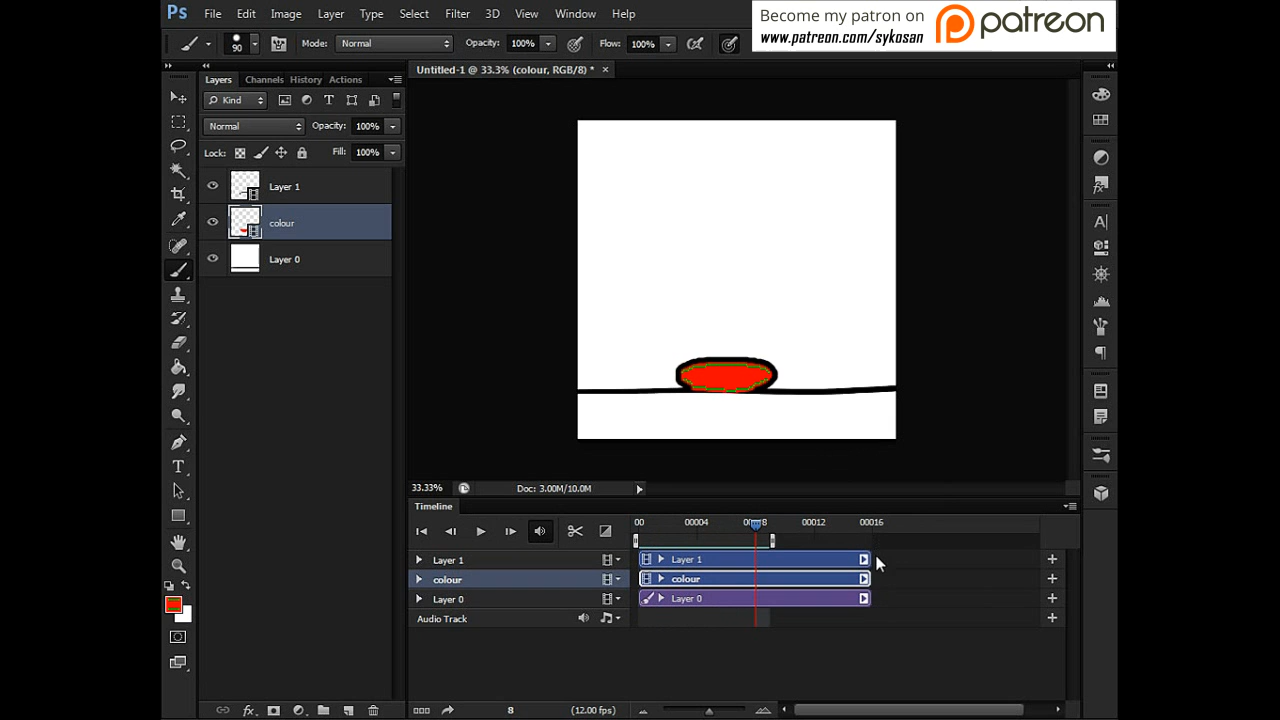 Ps File Edit Image Layer Type Select Filter 3D View Window Help
Become my patron on patreon
www.patreon.com/sykosan
90 Mode: Normal Opacity: 100% Flow: 100%
Layers Channels History Actions
Untitled-1 @ 33.3% (colour, RGB/8) * ×
Kind
Normal Opacity: 100%
Lock: Fill: 100%
Layer 1
colour
Layer 0
33.33% Doc: 3.00M/10.0M
Timeline
00 00004 00008 00012 00016
Layer 1 Layer 1
colour colour
Layer 0 Layer 0
Audio Track
8 (12.00 fps)